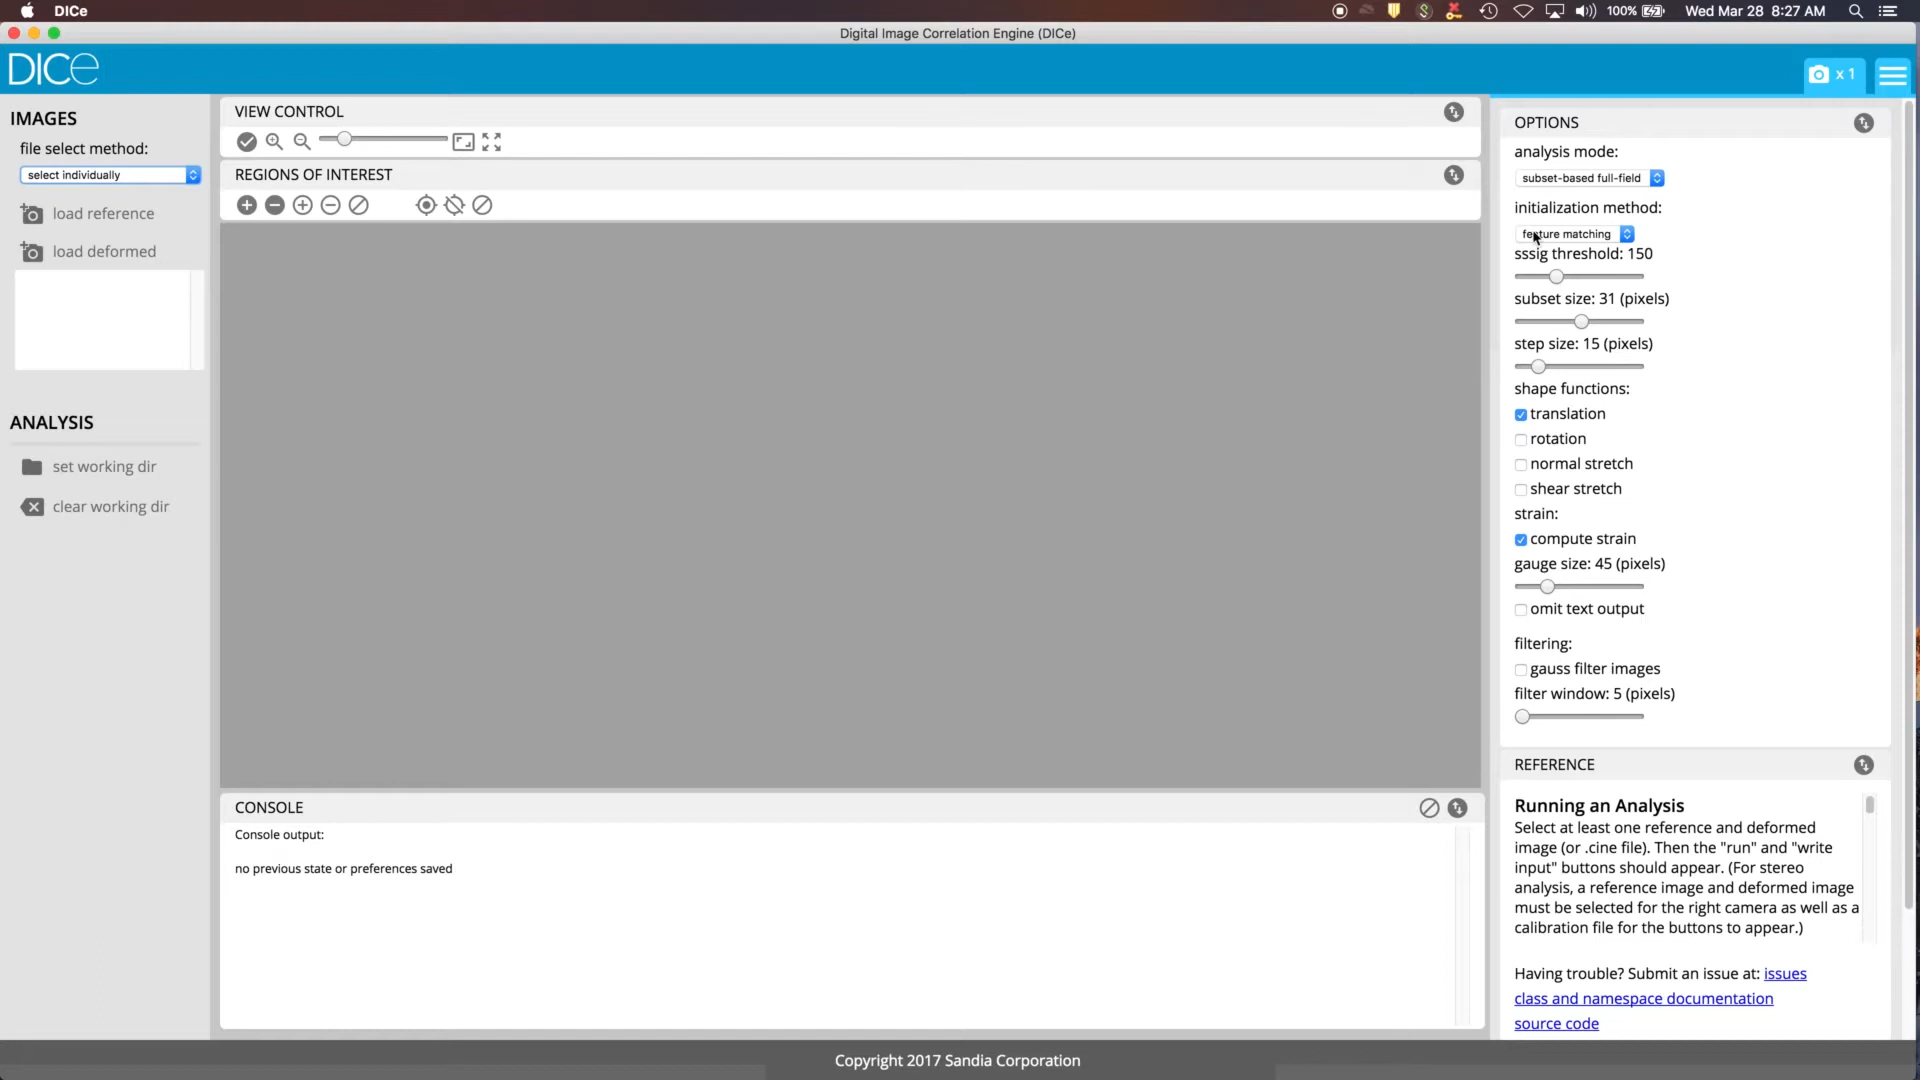 DICe
100%
Wed Mar 28 8:27 AM
Digital Image Correlation Engine (DICe)
DICe
x 1
IMAGES
file select method:
select individually
load reference
load deformed
ANALYSIS
set working dir
clear working dir
VIEW CONTROL
REGIONS OF INTEREST
CONSOLE
Console output:
no previous state or preferences saved
OPTIONS
analysis mode:
subset-based full-field
initialization method:
feature matching
sssig threshold: 150
subset size: 31 (pixels)
step size: 15 (pixels)
shape functions:
translation
rotation
normal stretch
shear stretch
strain:
compute strain
gauge size: 45 (pixels)
omit text output
filtering:
gauss filter images
filter window: 5 (pixels)
REFERENCE
Running an Analysis
Select at least one reference and deformed
image (or .cine file). Then the "run" and "write
input" buttons should appear. (For stereo
analysis, a reference image and deformed image
must be selected for the right camera as well as a
calibration file for the buttons to appear.)
Having trouble? Submit an issue at: issues
class and namespace documentation
source code
Copyright 2017 Sandia Corporation